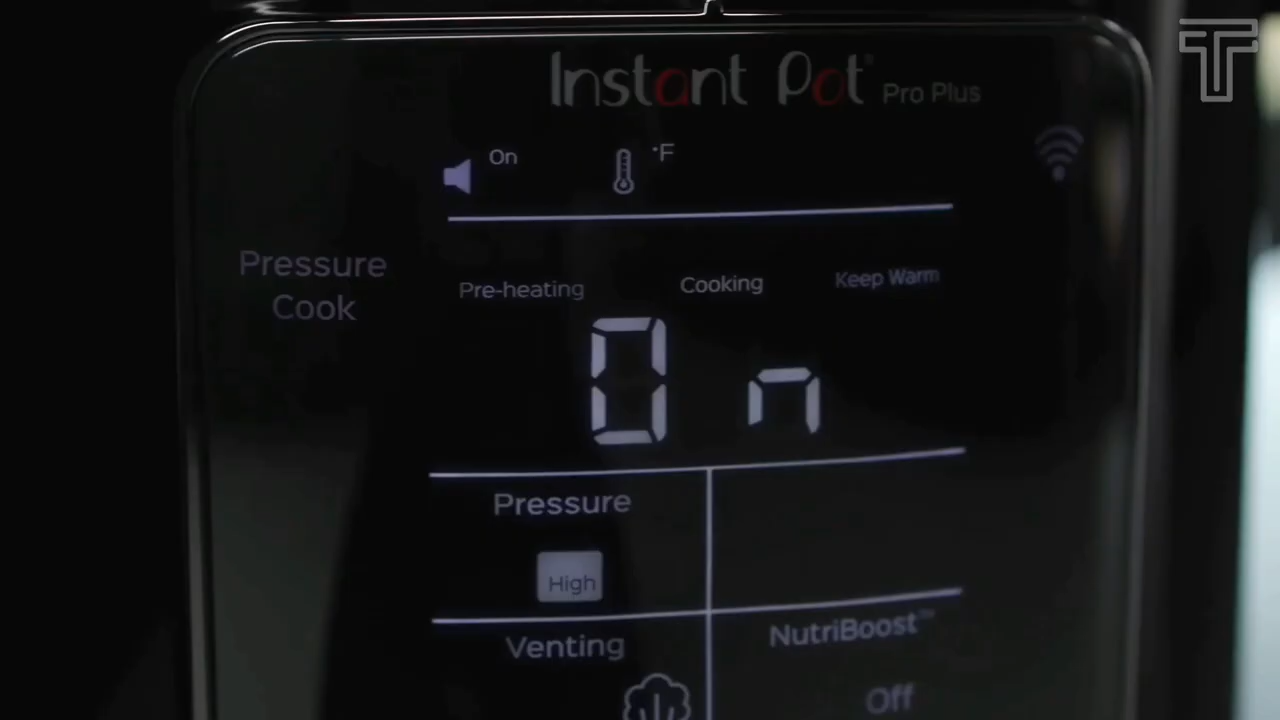 Instant Pot® Pro Plus
On
°F
Pressure
Cook
Pre-heating
Cooking
Keep Warm
On
Pressure
High
Venting
NutriBoost™
Off